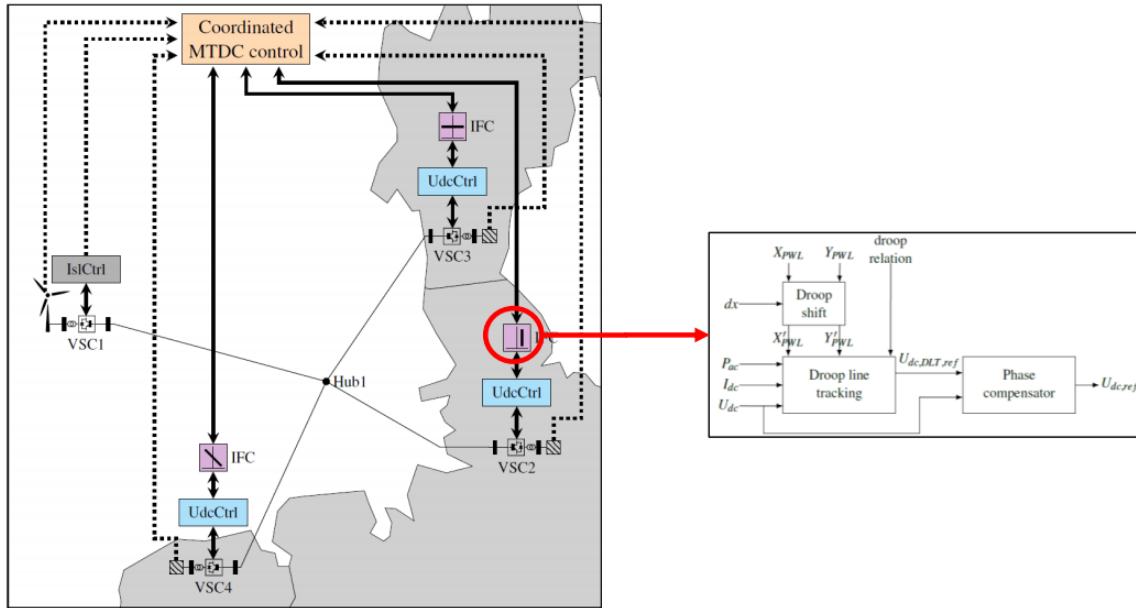 Coordinated
MTDC control
IFC
UdcCtrl
VSC3
IslCtrl
VSC1
Hub1
UdcCtrl
VSC2
IFC
UdcCtrl
VSC4
X_PWL
Y_PWL
droop
relation
dx
Droop
shift
X'_PWL
Y'_PWL
P_ac
I_dc
U_dc
Droop line
tracking
U_dc,DLT,ref
Phase
compensator
U_dc,ref